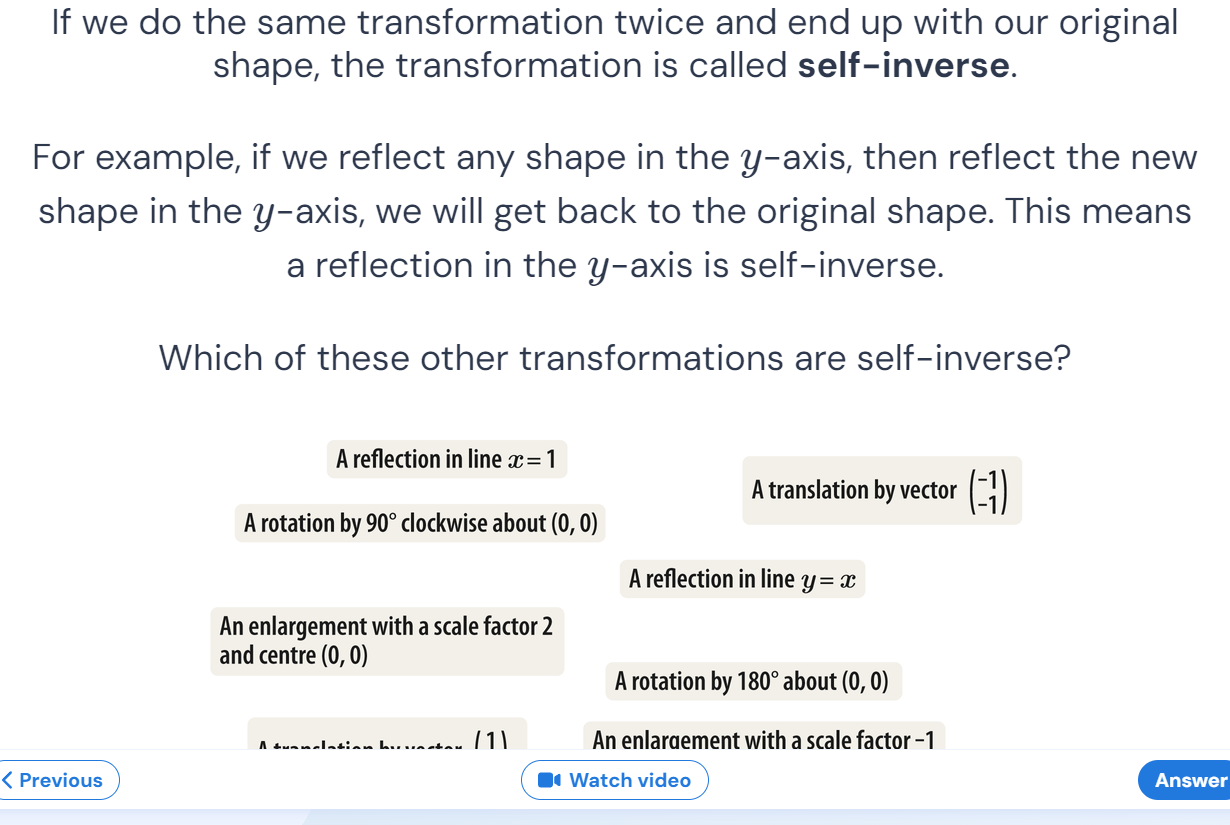 If we do the same transformation twice and end up with our original
shape, the transformation is called self-inverse.
For example, if we reflect any shape in the y-axis, then reflect the new
shape in the y-axis, we will get back to the original shape. This means
a reflection in the y-axis is self-inverse.
Which of these other transformations are self-inverse?
A reflection in line x = 1
A translation by vector (−1 −1)
A rotation by 90° clockwise about (0, 0)
A reflection in line y = x
An enlargement with a scale factor 2
and centre (0, 0)
A rotation by 180° about (0, 0)
A translation by vector (1)
An enlargement with a scale factor −1
Previous
Watch video
Answer